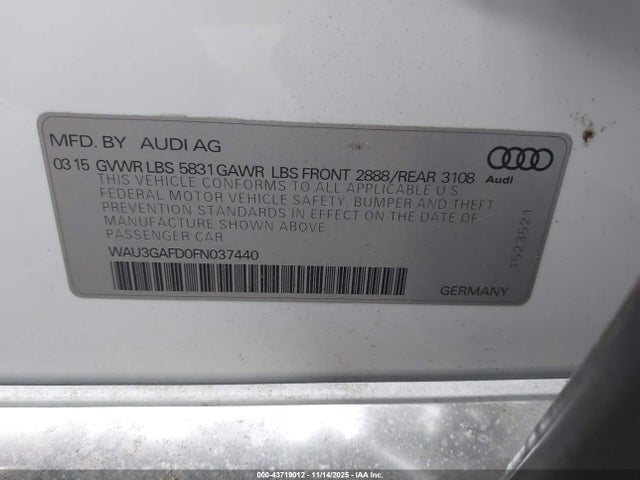 MFD. BY AUDI AG
03 15 GVWR LBS 5831 GAWR LBS FRONT 2888/REAR 3108
Audi
THIS VEHICLE CONFORMS TO ALL APPLICABLE U.S.
FEDERAL MOTOR VEHICLE SAFETY, BUMPER AND THEFT
PREVENTION STANDARDS IN EFFECT ON THE DATE OF
MANUFACTURE SHOWN ABOVE
PASSENGER CAR
WAU3GAFD0FN037440
1523521
GERMANY
000-43719012 - 11/14/2025 - IAAI, Inc.